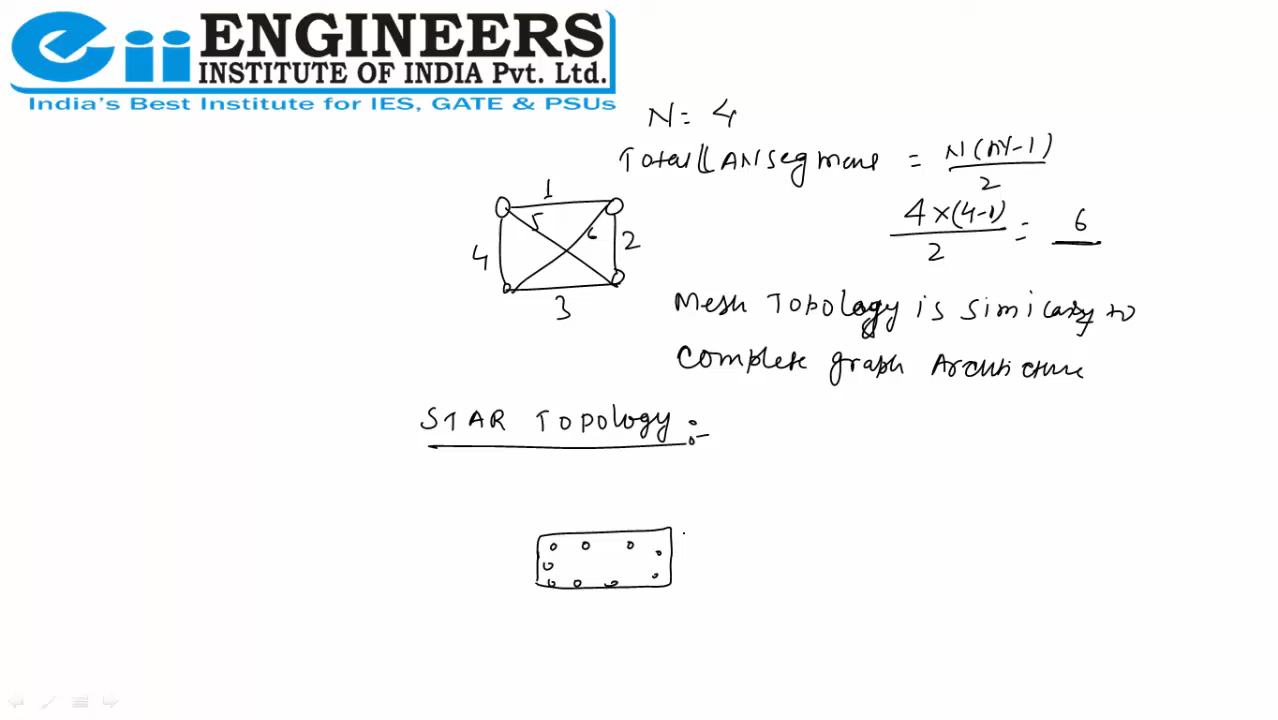 eii ENGINEERS
INSTITUTE OF INDIA Pvt. Ltd.
India's Best Institute for IES, GATE & PSUs
N = 4
Total LAN segment = N(N-1)
2
4×(4-1) = 6
2
1
5
6
4
2
3
Mesh Topology is similarly to
complete graph Architecture
STAR Topology :-